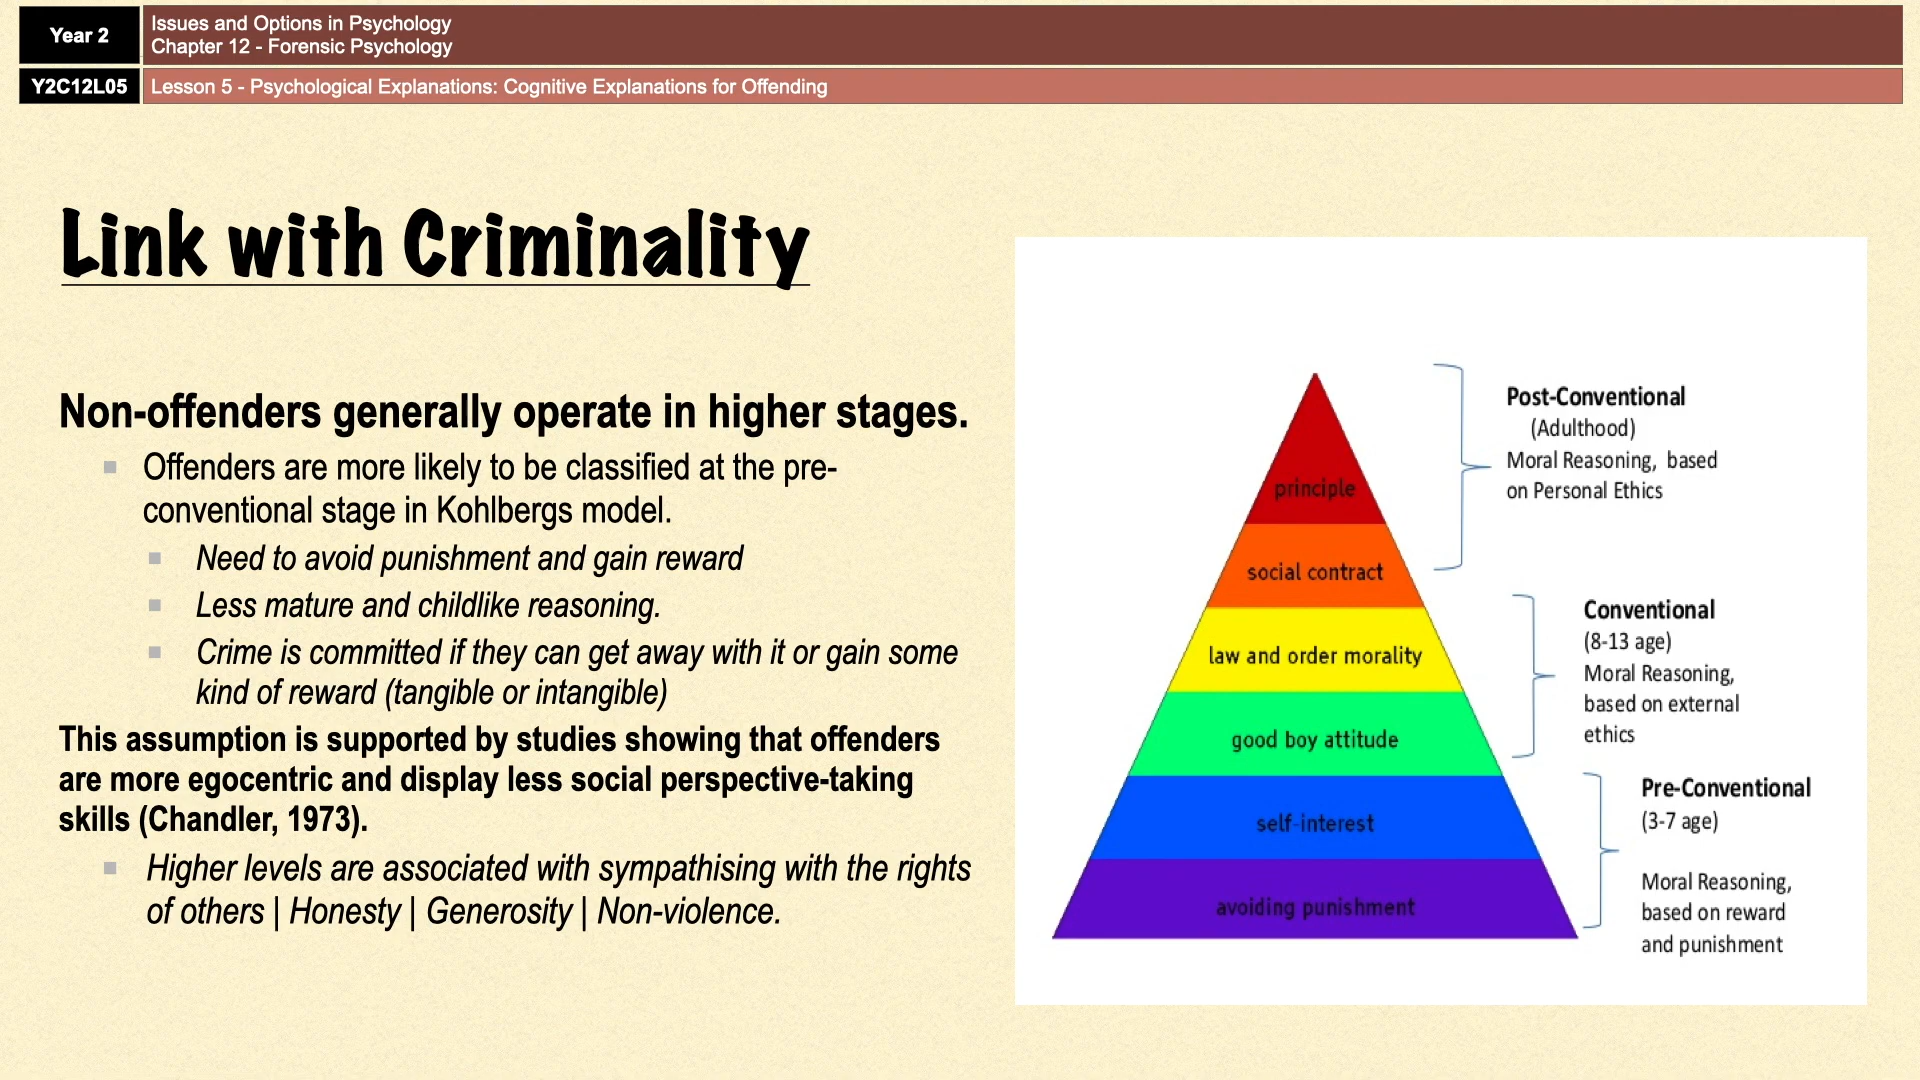 Year 2
Issues and Options in Psychology
Chapter 12 - Forensic Psychology
Y2C12L05
Lesson 5 - Psychological Explanations: Cognitive Explanations for Offending
Link with Criminality
Non-offenders generally operate in higher stages.
Offenders are more likely to be classified at the pre-
conventional stage in Kohlbergs model.
Need to avoid punishment and gain reward
Less mature and childlike reasoning.
Crime is committed if they can get away with it or gain some
kind of reward (tangible or intangible)
This assumption is supported by studies showing that offenders
are more egocentric and display less social perspective-taking
skills (Chandler, 1973).
Higher levels are associated with sympathising with the rights
of others | Honesty | Generosity | Non-violence.
principle
social contract
law and order morality
good boy attitude
self-interest
avoiding punishment
Post-Conventional
(Adulthood)
Moral Reasoning, based
on Personal Ethics
Conventional
(8-13 age)
Moral Reasoning,
based on external
ethics
Pre-Conventional
(3-7 age)
Moral Reasoning,
based on reward
and punishment